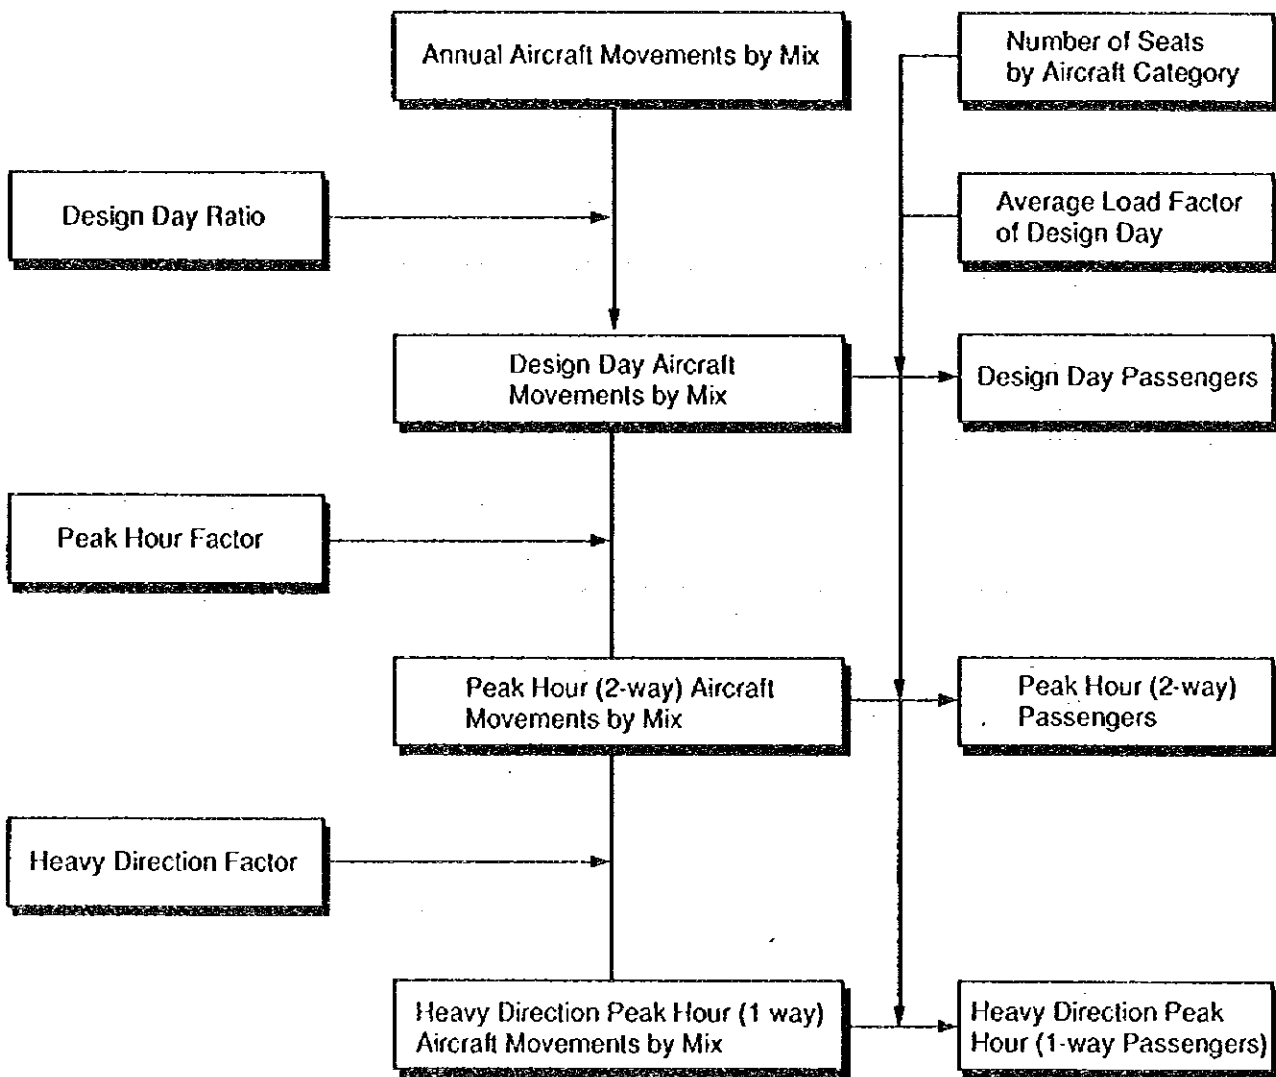 Annual Aircraft Movements by Mix
Number of Seats
by Aircraft Category
Design Day Ratio
Average Load Factor
of Design Day
Design Day Aircraft
Movements by Mix
Design Day Passengers
Peak Hour Factor
Peak Hour (2-way) Aircraft
Movements by Mix
Peak Hour (2-way)
Passengers
Heavy Direction Factor
Heavy Direction Peak Hour (1 way)
Aircraft Movements by Mix
Heavy Direction Peak
Hour (1-way Passengers)